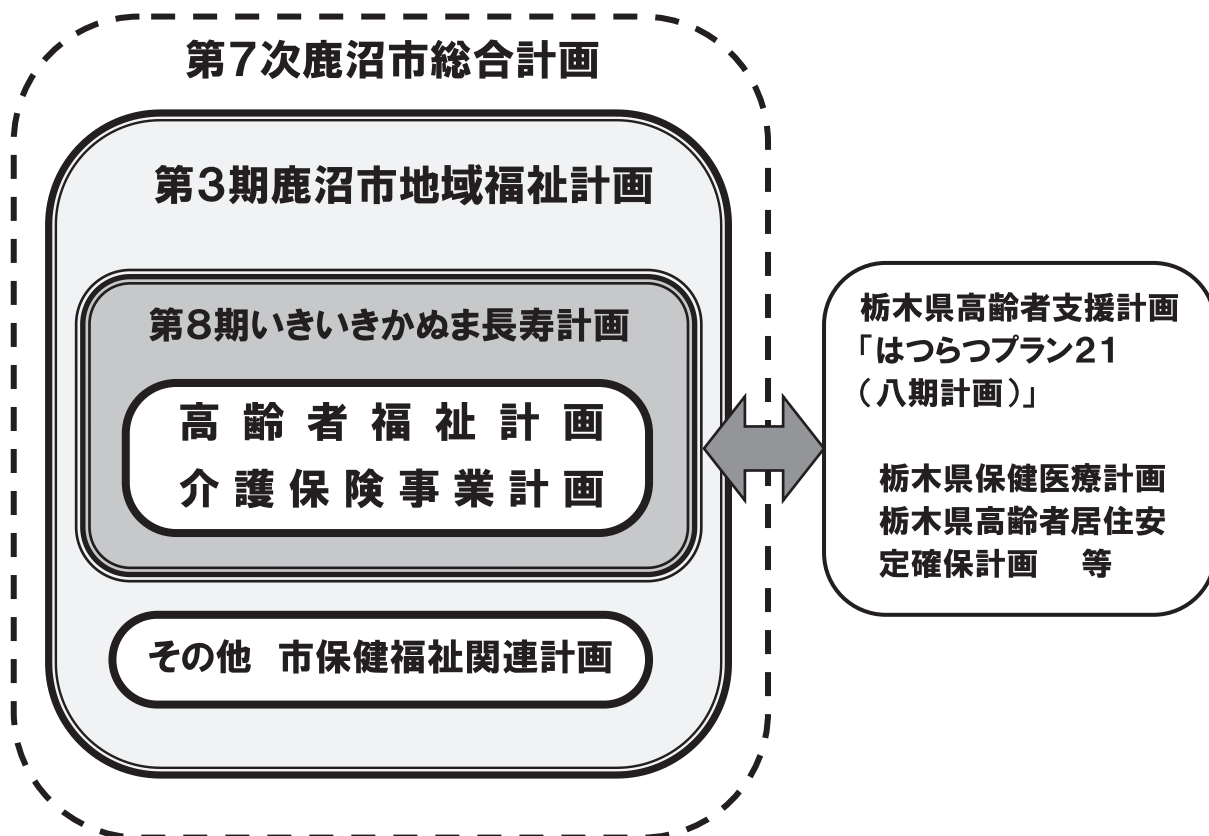 第7次鹿沼市総合計画
第3期鹿沼市地域福祉計画
第8期いきいきかぬま長寿計画
高齢者福祉計画
介護保険事業計画
その他 市保健福祉関連計画
栃木県高齢者支援計画
「はつらつプラン21
(八期計画)」
栃木県保健医療計画
栃木県高齢者居住安
定確保計画 等